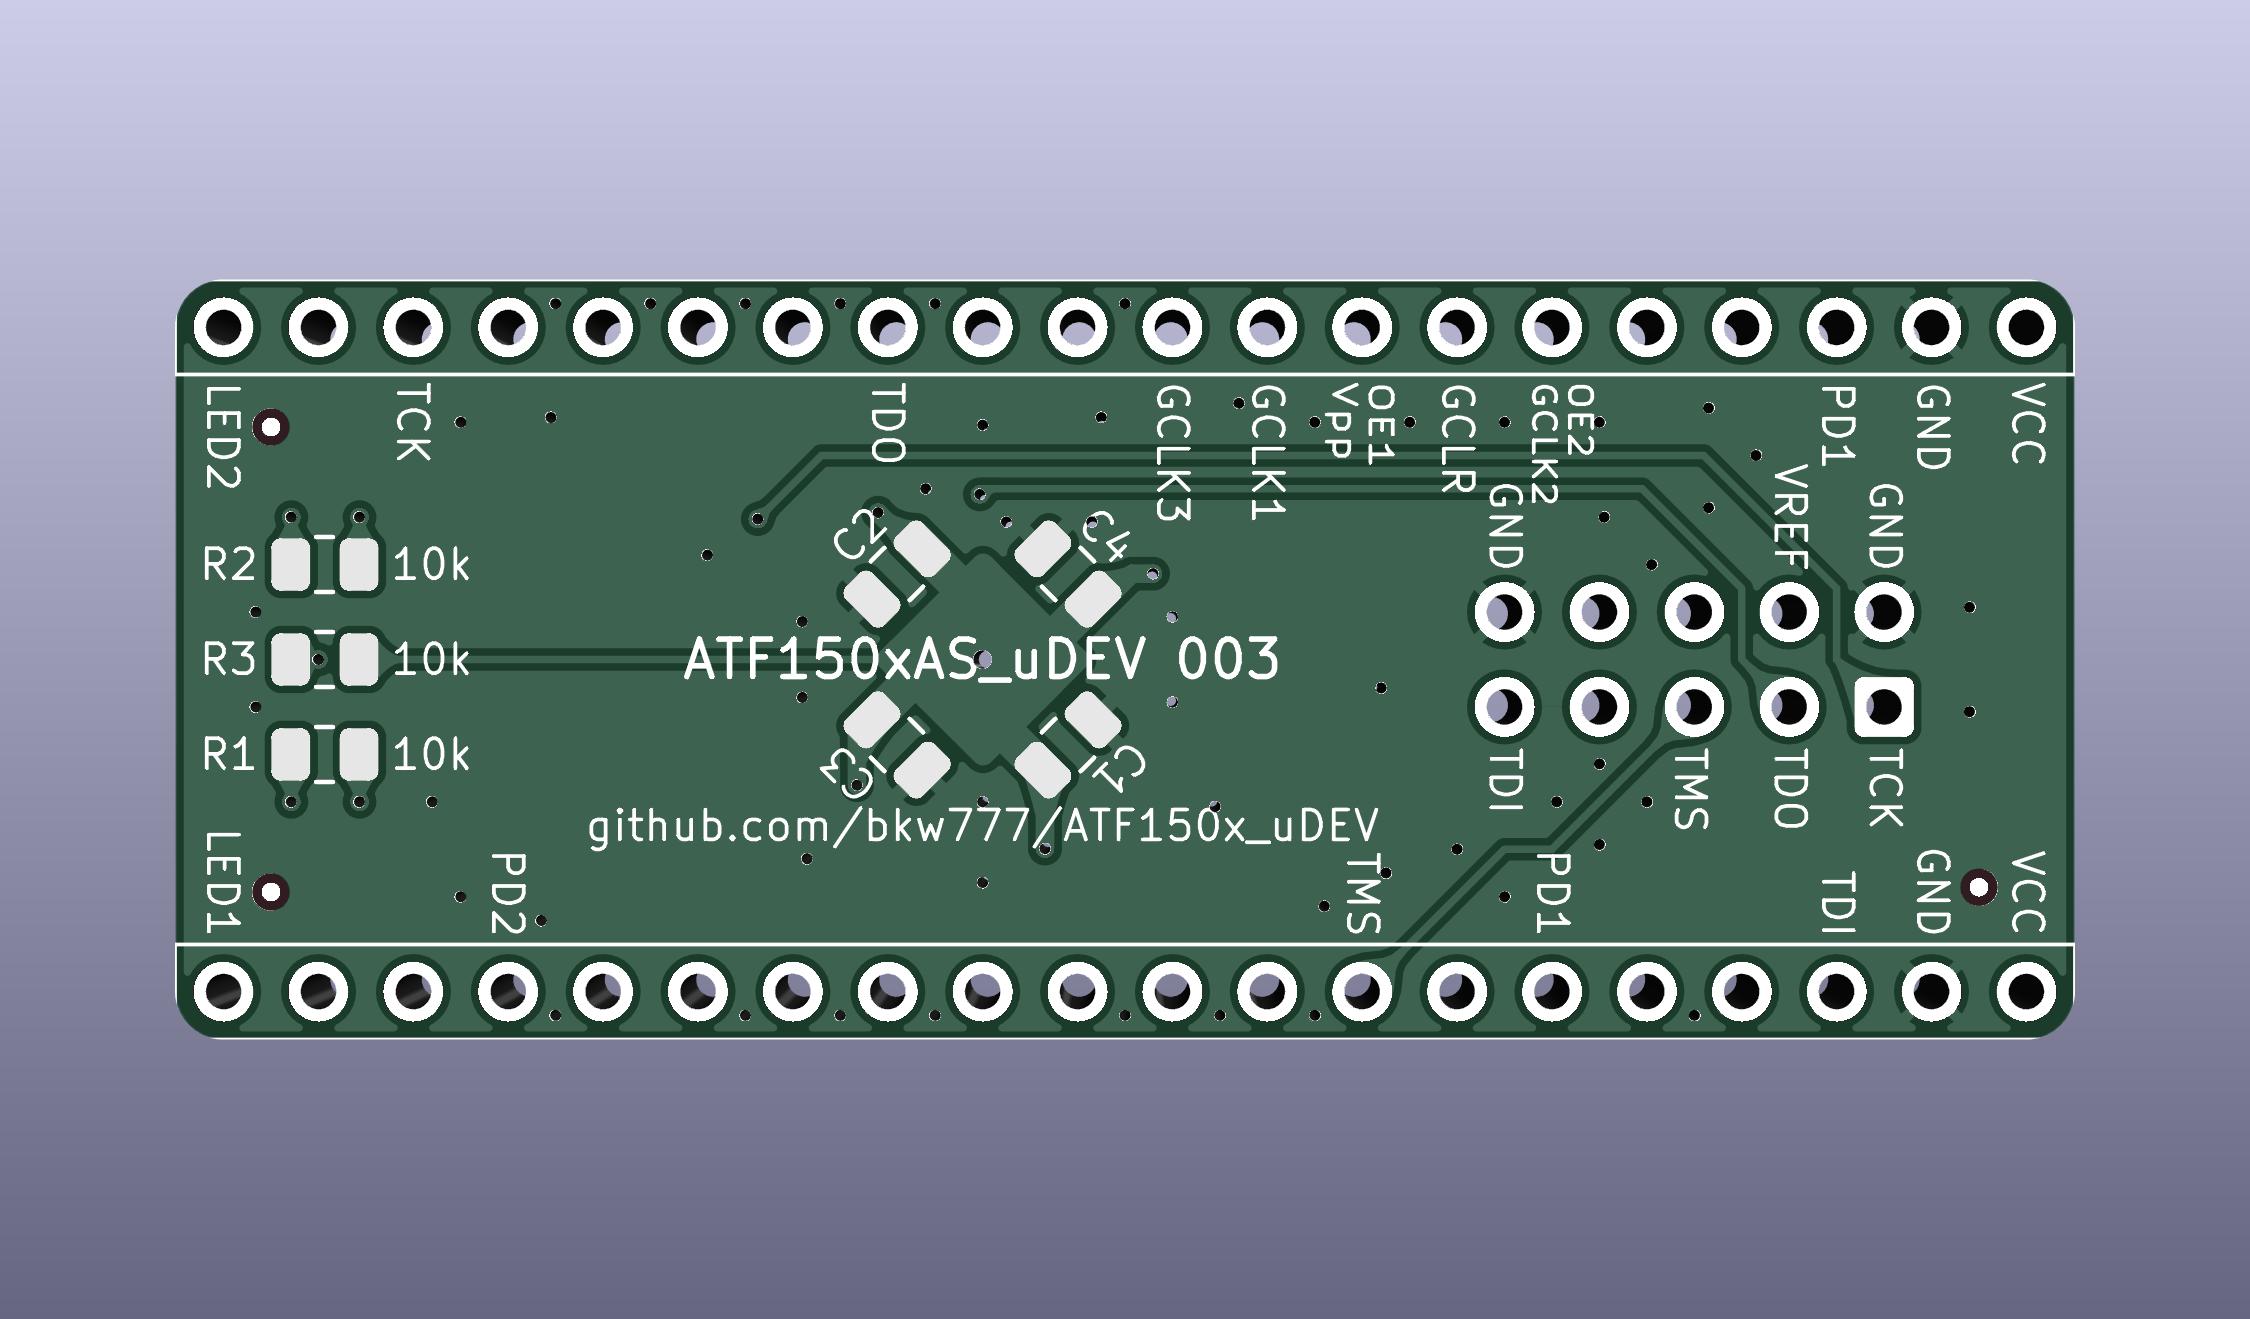 LED2
TCK
TDO
GCLK3
GCLK1
OE1
VPP
GCLR
OE2
GCLK2
PD1
GND
VCC
GND
VREF
GND
C2
C4
R2 10k
R3 10k
ATF150xAS_uDEV 003
R1 10k
C3
C1
TDI
TMS
TDO
TCK
github.com/bkw777/ATF150x_uDEV
LED1
PD2
TMS
PD1
TDI
GND
VCC